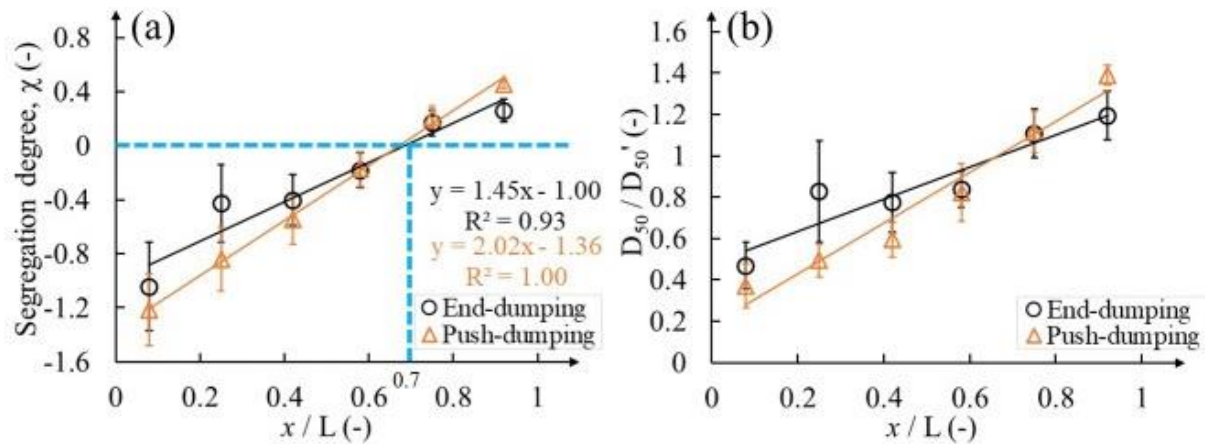 (a)
Segregation degree, χ (-)
0.8
0.4
0
-0.4
-0.8
-1.2
-1.6
y = 1.45x - 1.00
R² = 0.93
y = 2.02x - 1.36
R² = 1.00
End-dumping
Push-dumping
0
0.2
0.4
0.6
0.7
0.8
1
x / L (-)
(b)
D₅₀ / D₅₀' (-)
1.6
1.4
1.2
1
0.8
0.6
0.4
0.2
0
End-dumping
Push-dumping
0
0.2
0.4
0.6
0.8
1
x / L (-)